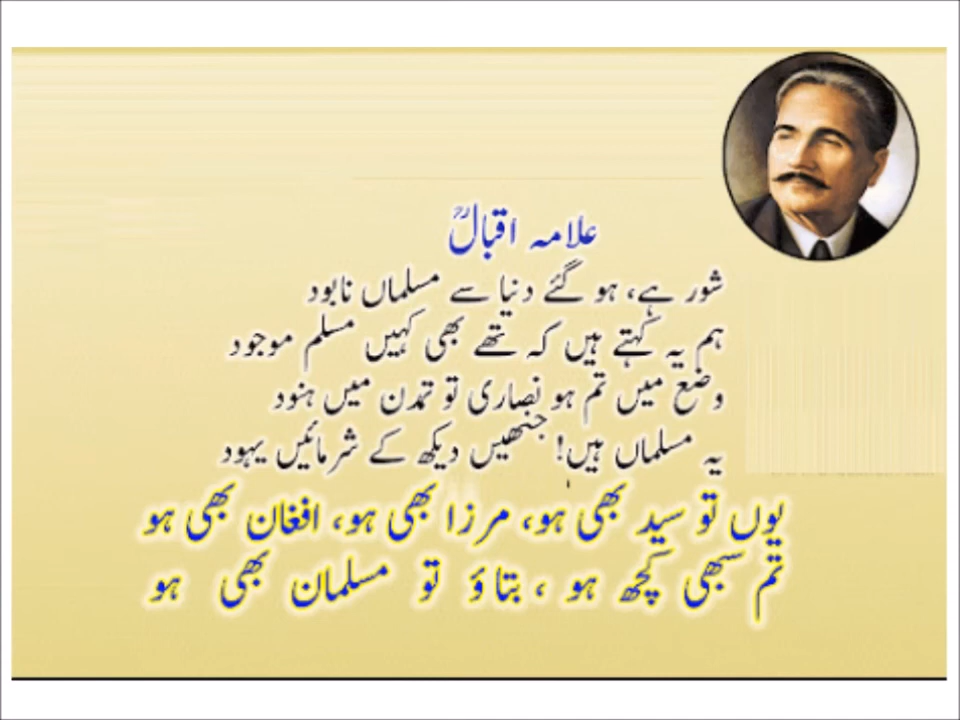 علامہ اقبالؒ
شور ہے، ہو گئے دنیا سے مسلماں نابود
ہم یہ کہتے ہیں کہ تھے بھی کہیں مسلم موجود
وضع میں تم ہو نصاری تو تمدن میں ہنود
یہ مسلماں ہیں! جنھیں دیکھ کے شرمائیں یہود
یوں تو سید بھی ہو، مرزا بھی ہو، افغان بھی ہو
تم سبھی کچھ ہو ، بتاؤ تو مسلمان بھی ہو